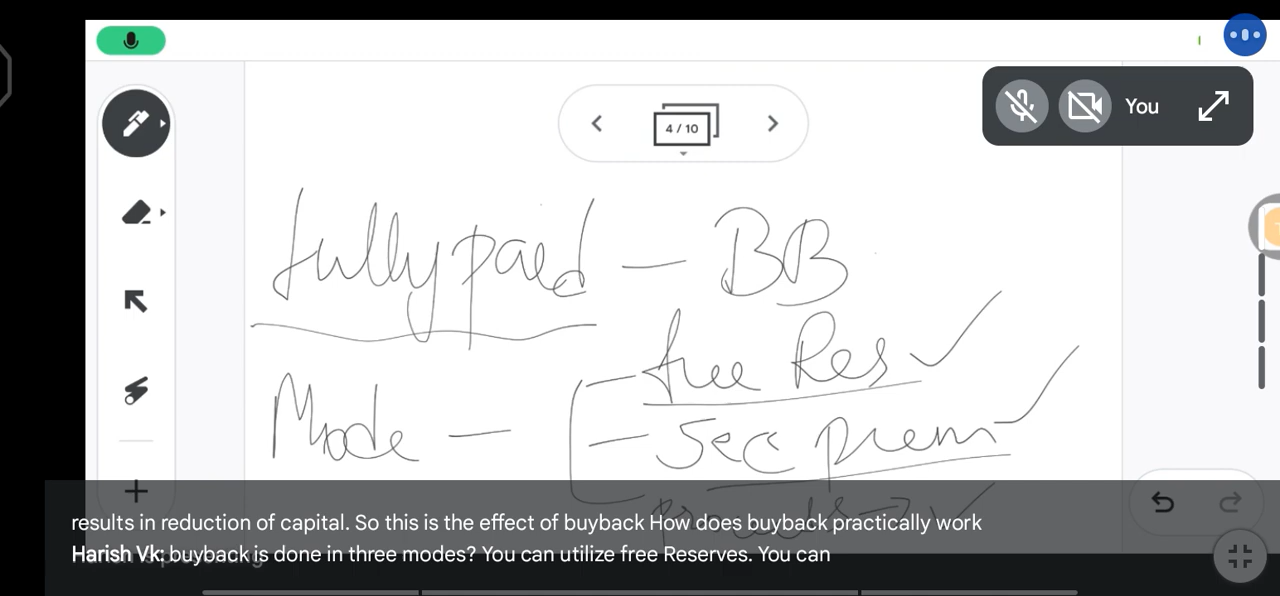 You
4 / 10
fully paid - BB
Mode - - free Res
- Sec prem
results in reduction of capital. So this is the effect of buyback How does buyback practically work
Harish Vk: buyback is done in three modes? You can utilize free Reserves. You can